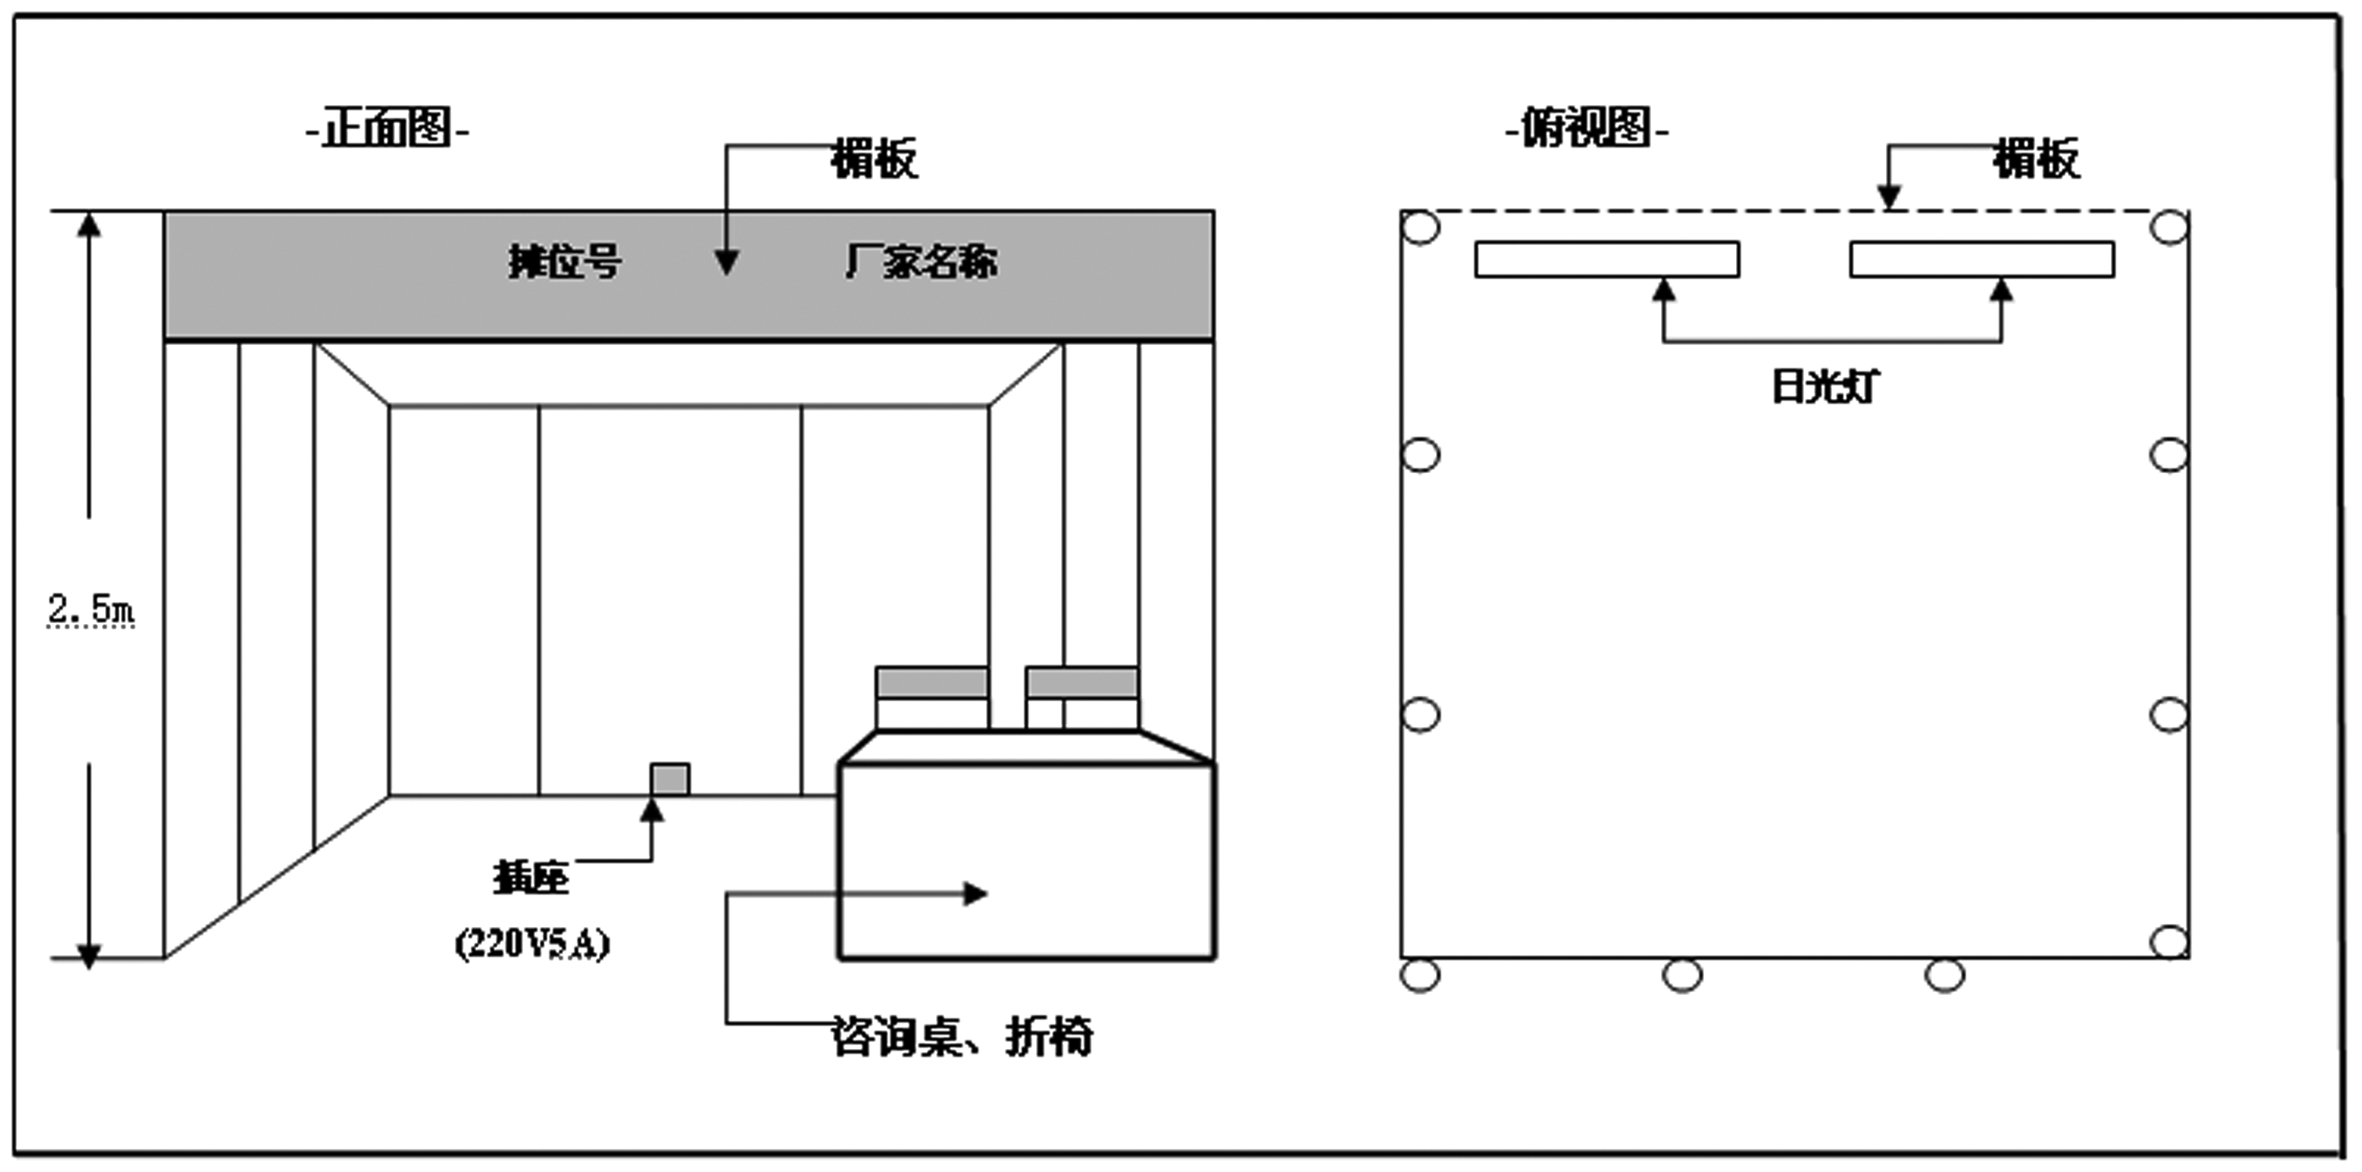 -正面图-
楣板
摊位号 厂家名称
2.5m
插座
(220V5A)
咨询桌、折椅
-俯视图-
楣板
日光灯